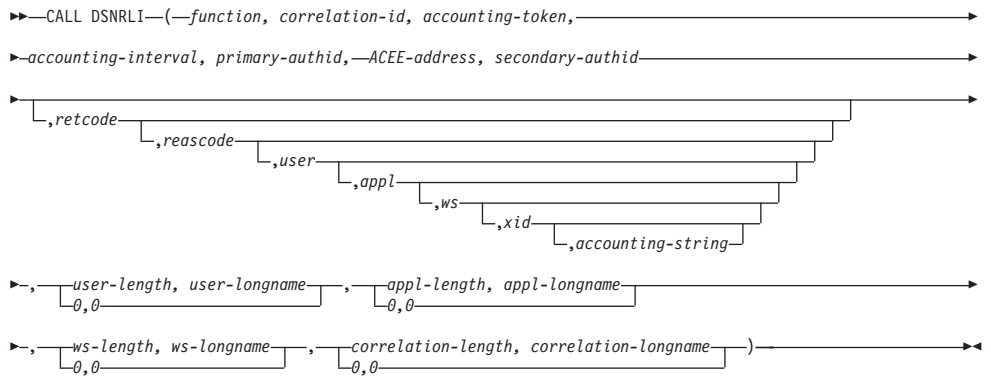 CALL DSNRLI ( function, correlation-id, accounting-token,
accounting-interval, primary-authid, ACEE-address, secondary-authid
,retcode
,reascode
,user
,appl
,ws
,xid
,accounting-string
, user-length, user-longname , appl-length, appl-longname
0,0 0,0
, ws-length, ws-longname , correlation-length, correlation-longname )
0,0 0,0